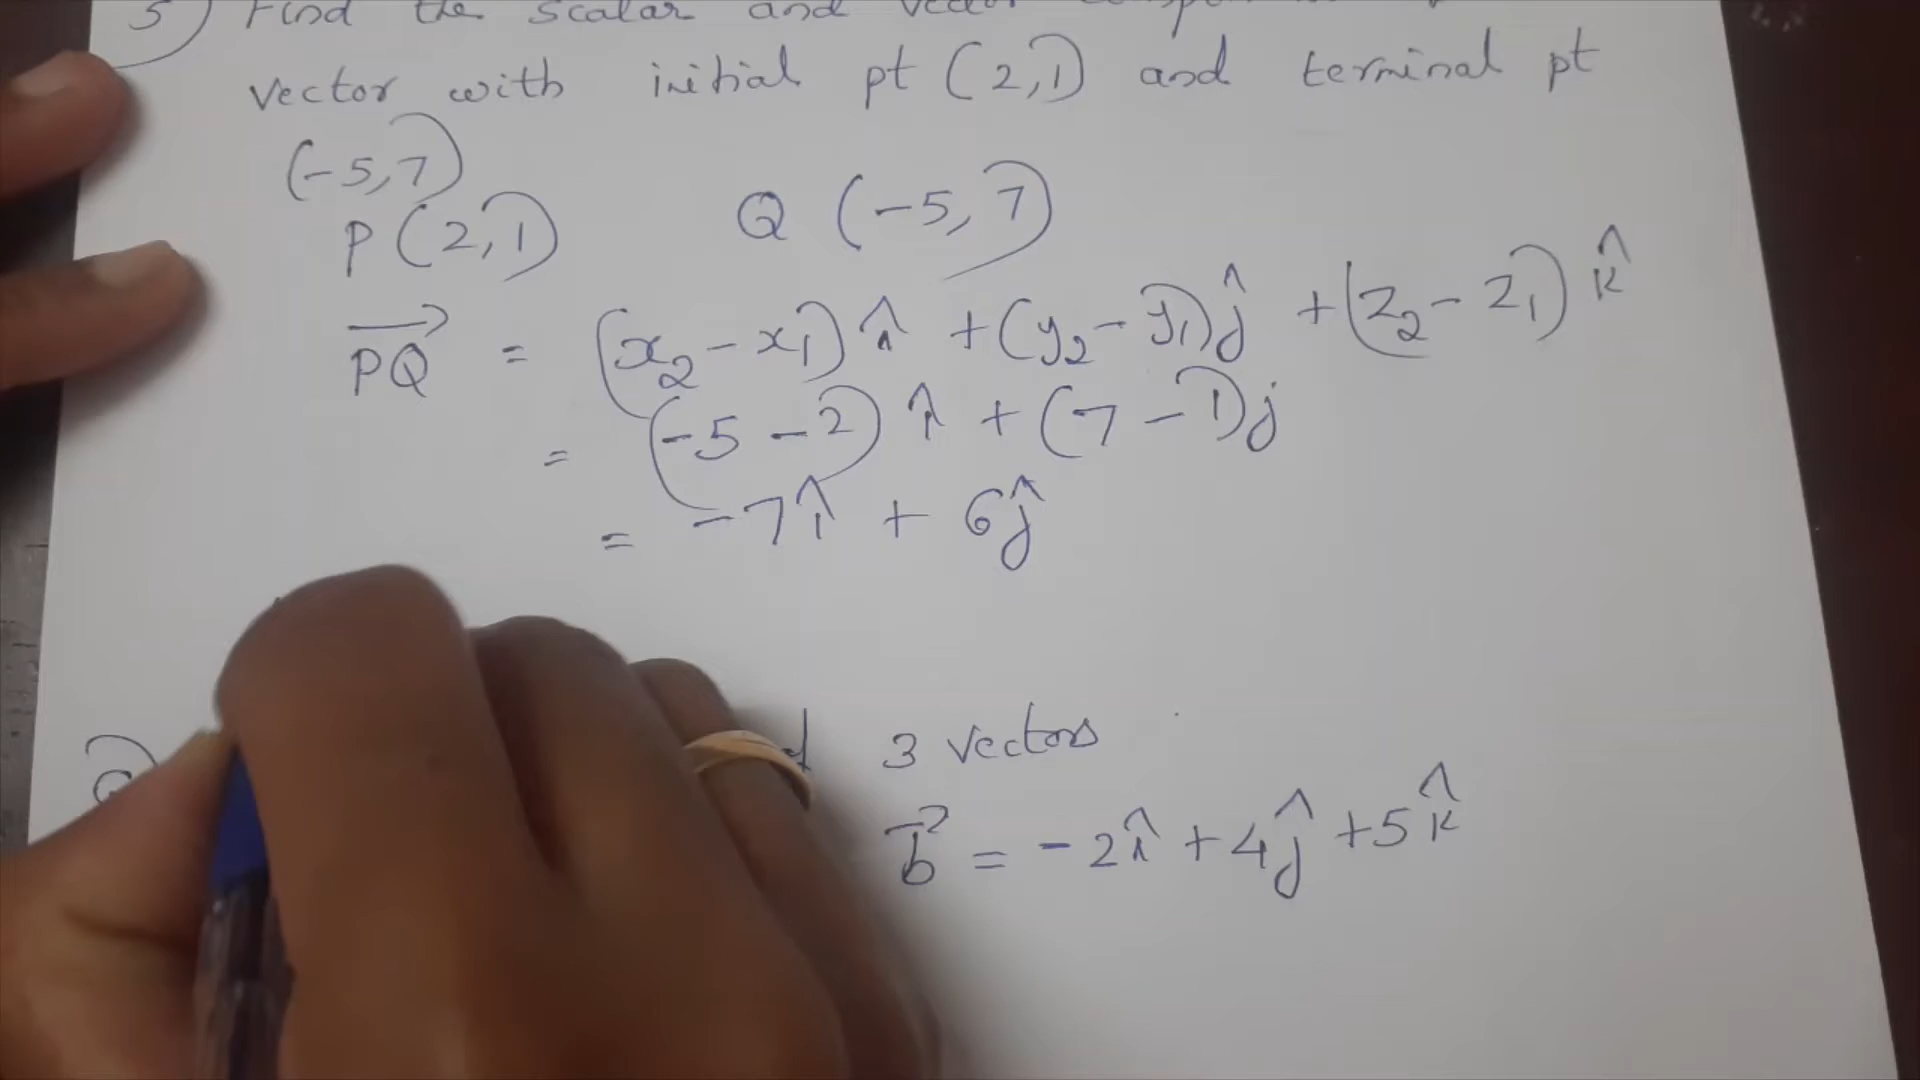 5) Find the scalar and vector
vector with initial pt (2,1) and terminal pt
(-5,7)
P(2,1) Q(-5,7)
PQ⃗ = (x₂-x₁)î + (y₂-y₁)ĵ + (z₂-z₁)k̂
= (-5-2)î + (7-1)j
= -7î + 6ĵ
3 vectors
b⃗ = -2î + 4ĵ + 5k̂